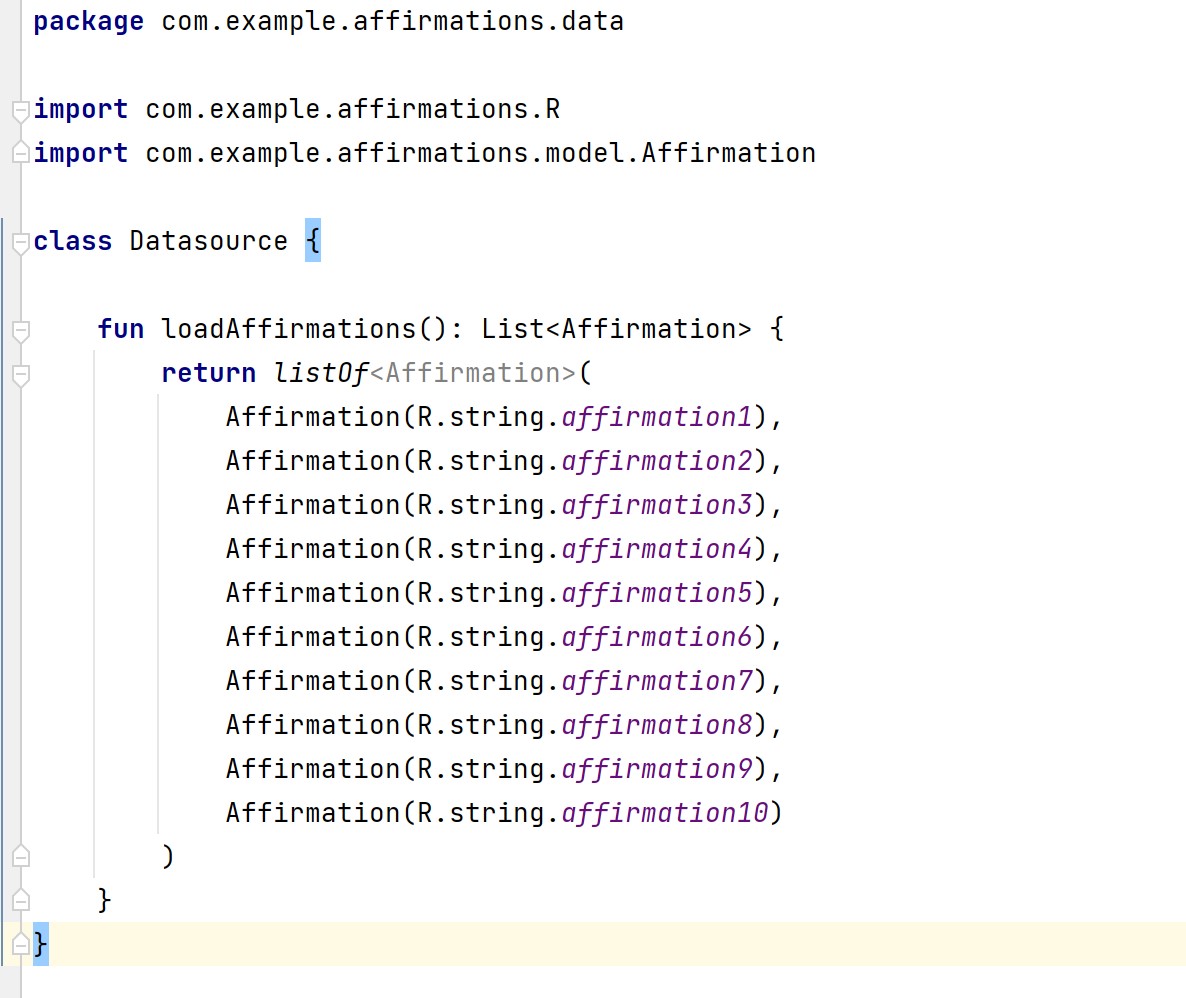 package com.example.affirmations.data
import com.example.affirmations.R
import com.example.affirmations.model.Affirmation
class Datasource {
    fun loadAffirmations(): List<Affirmation> {
        return listOf<Affirmation>(
            Affirmation(R.string.affirmation1),
            Affirmation(R.string.affirmation2),
            Affirmation(R.string.affirmation3),
            Affirmation(R.string.affirmation4),
            Affirmation(R.string.affirmation5),
            Affirmation(R.string.affirmation6),
            Affirmation(R.string.affirmation7),
            Affirmation(R.string.affirmation8),
            Affirmation(R.string.affirmation9),
            Affirmation(R.string.affirmation10)
        )
    }
}